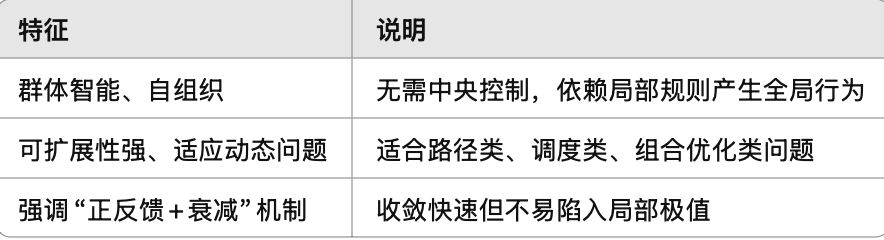 特征 说明
群体智能、自组织 无需中央控制，依赖局部规则产生全局行为
可扩展性强、适应动态问题 适合路径类、调度类、组合优化类问题
强调“正反馈+衰减”机制 收敛快速但不易陷入局部极值